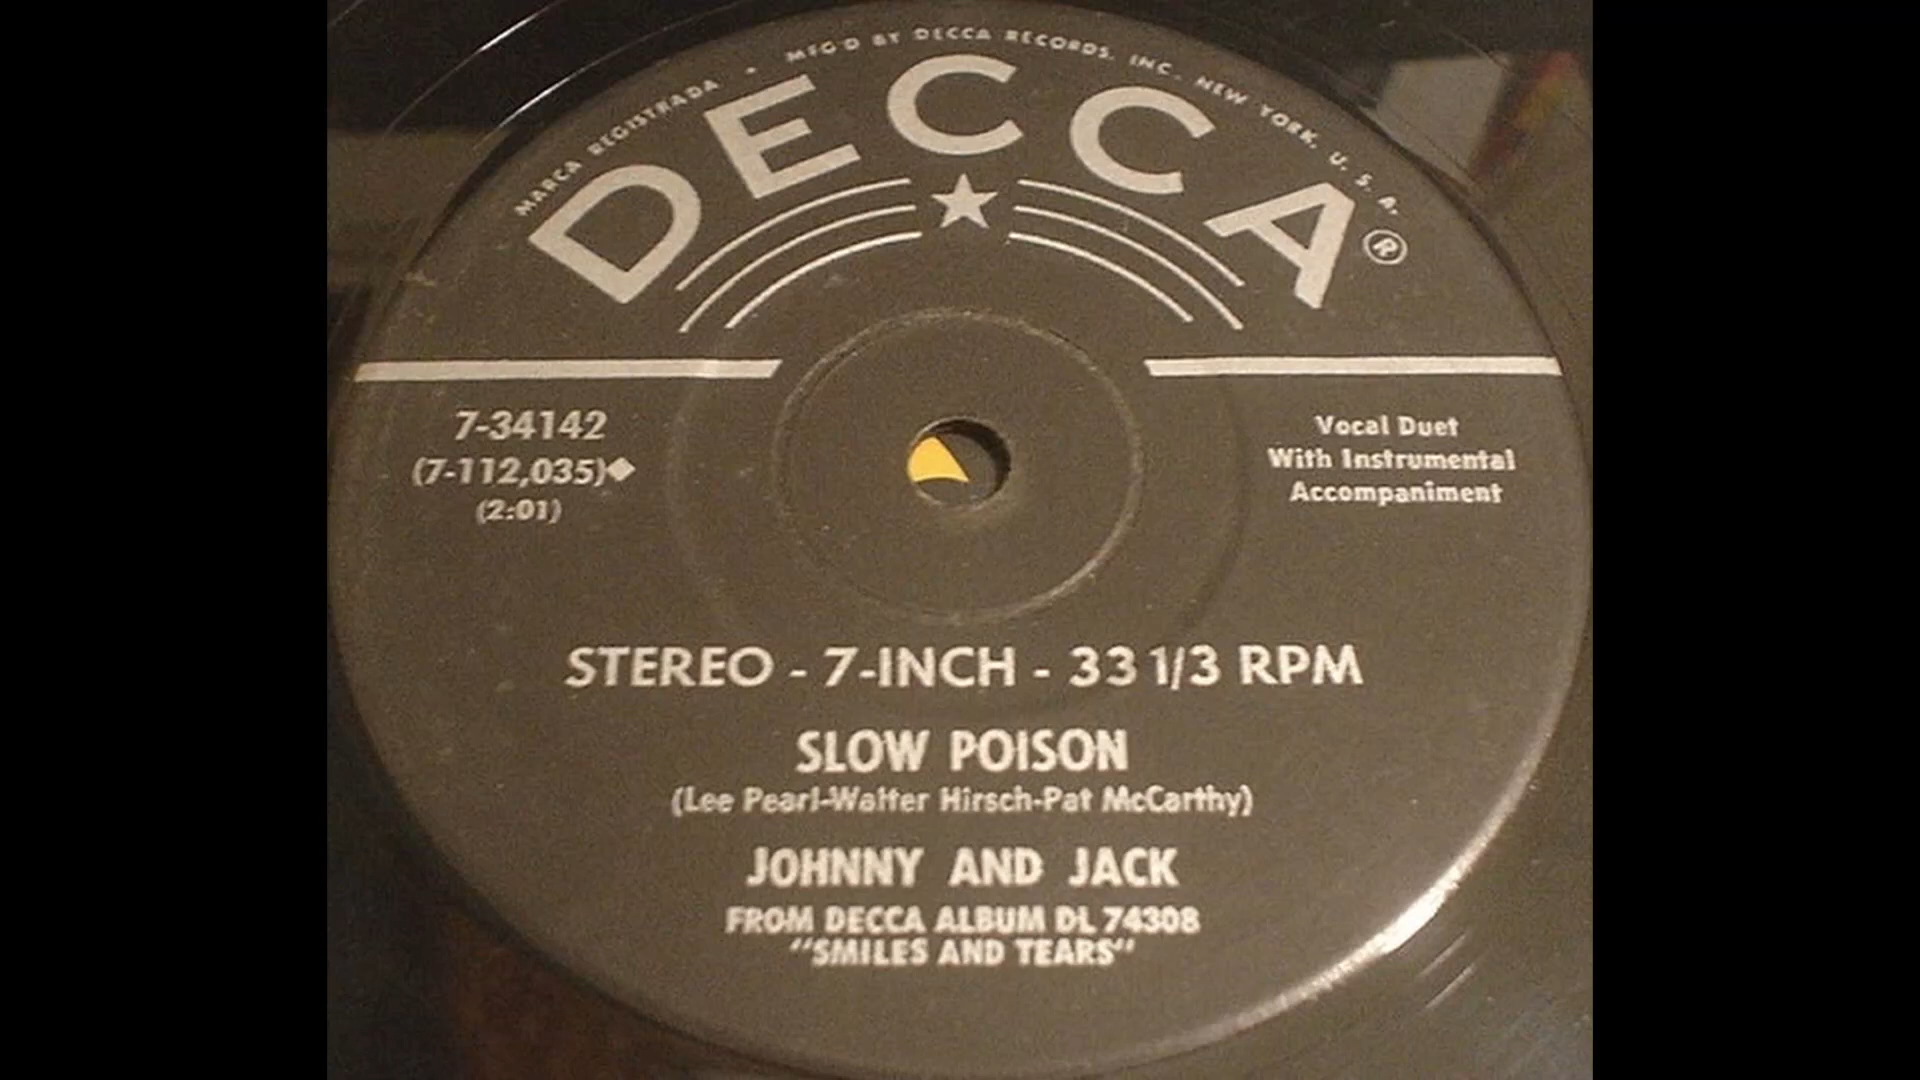 MARCA REGISTRADA • MFG'D BY DECCA RECORDS, INC., NEW YORK, U.S.A.
DECCA®
7-34142
(7-112,035)◆
(2:01)
Vocal Duet
With Instrumental
Accompaniment
STEREO - 7-INCH - 33 1/3 RPM
SLOW POISON
(Lee Pearl-Walter Hirsch-Pat McCarthy)
JOHNNY AND JACK
FROM DECCA ALBUM DL 74308
"SMILES AND TEARS"